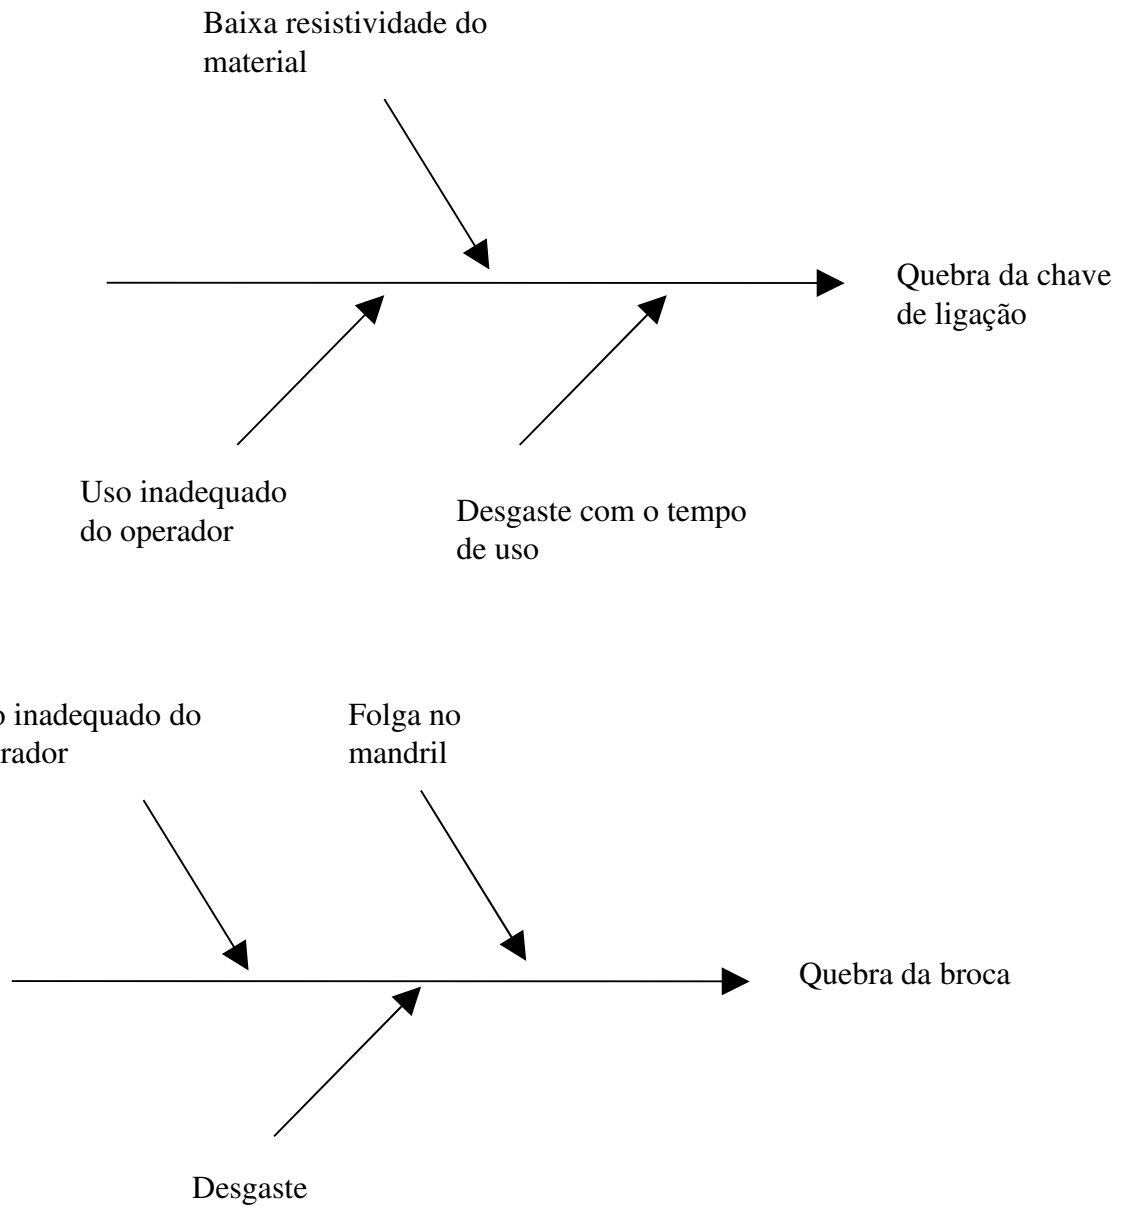 Baixa resistividade do
material
Quebra da chave
de ligação
Uso inadequado
do operador
Desgaste com o tempo
de uso
inadequado do
Folga no
mandril
Quebra da broca
Desgaste